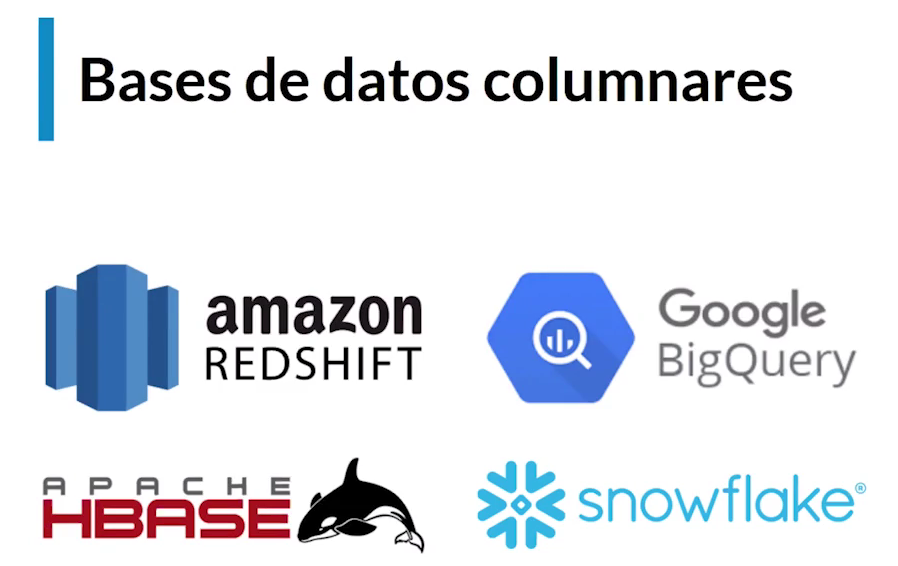 Bases de datos columnares
amazon
REDSHIFT
Google
BigQuery
APACHE
HBASE
snowflake®